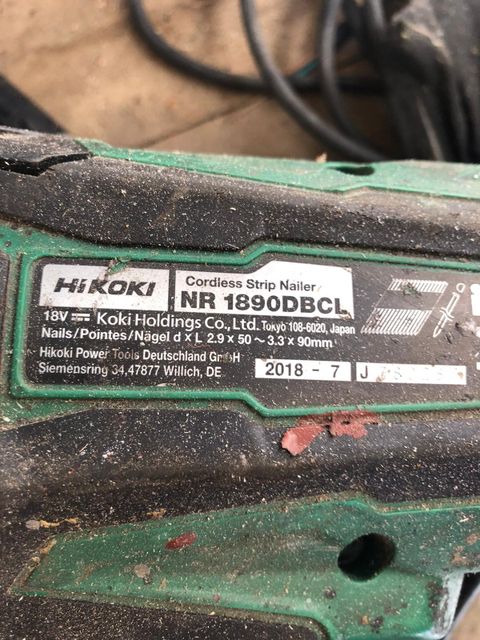 HiKOKI
Cordless Strip Nailer
NR 1890DBCL
18V⎓ Koki Holdings Co., Ltd. Tokyo 108-6020, Japan
Nails/Pointes/Nägel d x L 2.9 x 50 ~ 3.3 x 90mm
Hikoki Power Tools Deutschland GmbH
Siemensring 34,47877 Willich, DE
2018 - 7
J